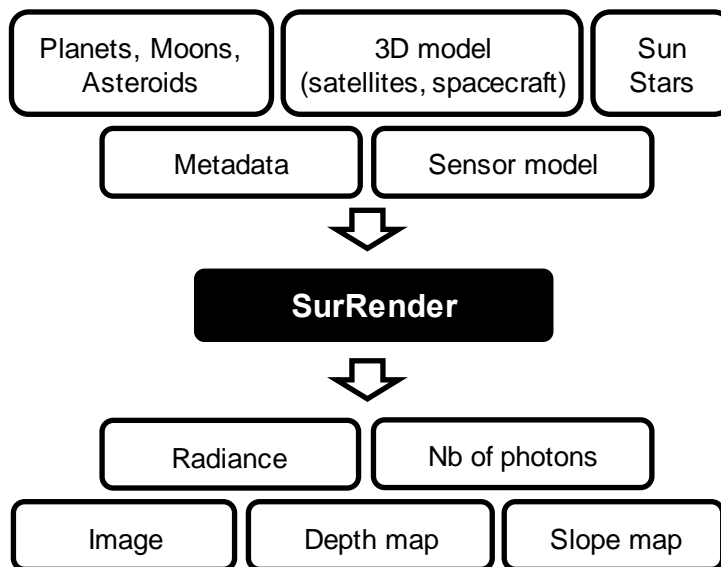 Planets, Moons,
Asteroids
3D model
(satellites, spacecraft)
Sun
Stars
Metadata
Sensor model
SurRender
Radiance
Nb of photons
Image
Depth map
Slope map